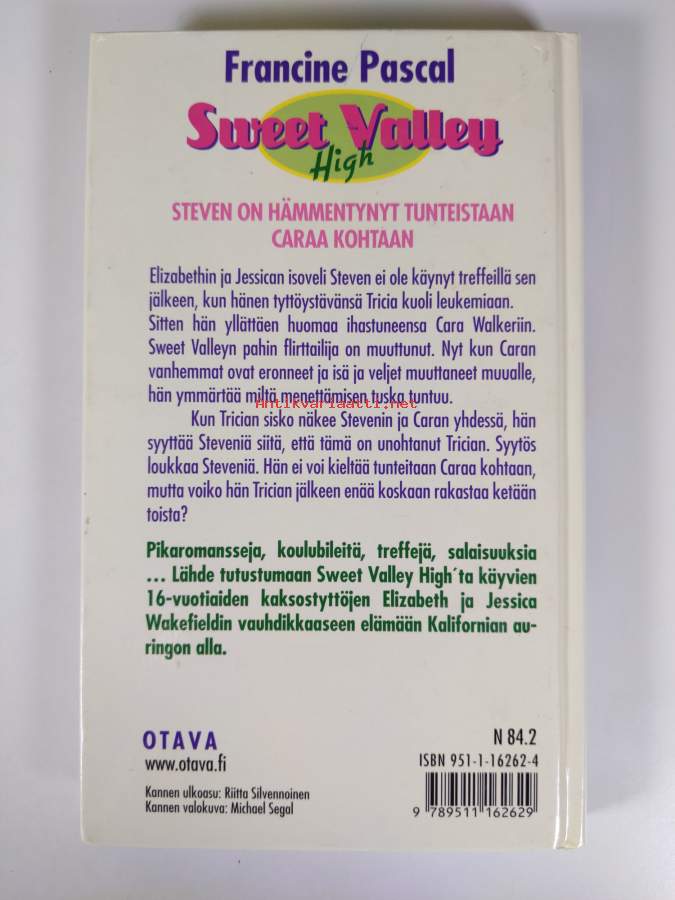 Francine Pascal
Sweet Valley
High
STEVEN ON HÄMMENTYNYT TUNTEISTAAN
CARAA KOHTAAN
Elizabethin ja Jessican isoveli Steven ei ole käynyt treffeillä sen
jälkeen, kun hänen tyttöystävänsä Tricia kuoli leukemiaan.
Sitten hän yllättäen huomaa ihastuneensa Cara Walkeriin.
Sweet Valleyn pahin flirttailija on muuttunut. Nyt kun Caran
vanhemmat ovat eronneet ja isä ja veljet muuttaneet muualle,
hän ymmärtää miltä menettämisen tuska tuntuu.
Antikvariaatti.net
Kun Trician sisko näkee Stevenin ja Caran yhdessä, hän
syyttää Steveniä siitä, että tämä on unohtanut Trician. Syytös
loukkaa Steveniä. Hän ei voi kieltää tunteitaan Caraa kohtaan,
mutta voiko hän Trician jälkeen enää koskaan rakastaa ketään
toista?
Pikaromansseja, koulubileitä, treffejä, salaisuuksia
... Lähde tutustumaan Sweet Valley High´ta käyvien
16-vuotiaiden kaksostyttöjen Elizabeth ja Jessica
Wakefieldin vauhdikkaaseen elämään Kalifornian au-
ringon alla.
OTAVA
www.otava.fi
N 84.2
ISBN 951-1-16262-4
Kannen ulkoasu: Riitta Silvennoinen
Kannen valokuva: Michael Segal
9 789511 162629